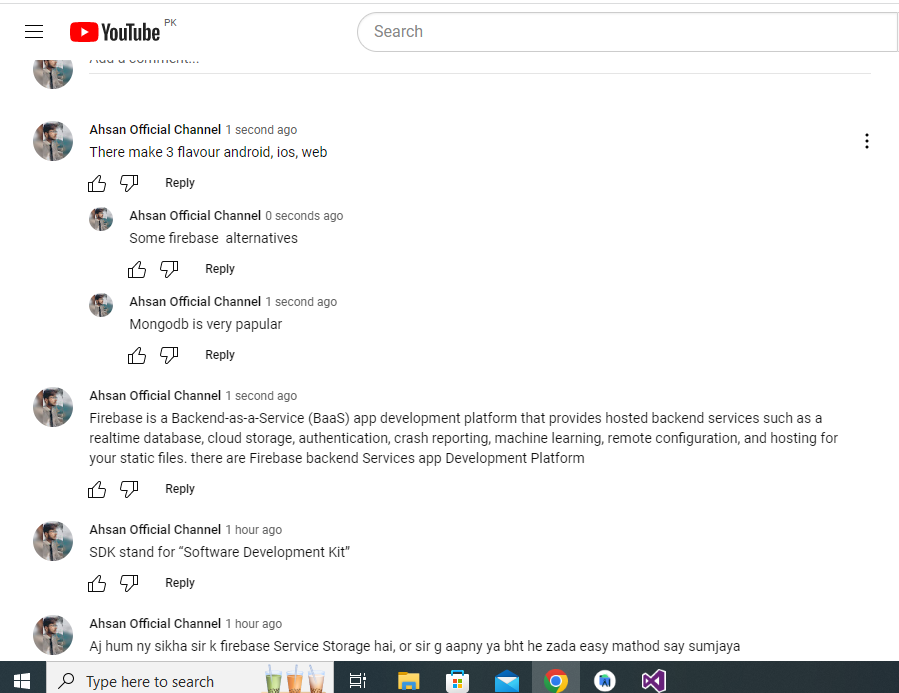 YouTube PK
Search
Add a comment...
Ahsan Official Channel 1 second ago
There make 3 flavour android, ios, web
Reply
Ahsan Official Channel 0 seconds ago
Some firebase  alternatives
Reply
Ahsan Official Channel 1 second ago
Mongodb is very papular
Reply
Ahsan Official Channel 1 second ago
Firebase is a Backend-as-a-Service (BaaS) app development platform that provides hosted backend services such as a
realtime database, cloud storage, authentication, crash reporting, machine learning, remote configuration, and hosting for
your static files. there are Firebase backend Services app Development Platform
Reply
Ahsan Official Channel 1 hour ago
SDK stand for “Software Development Kit”
Reply
Ahsan Official Channel 1 hour ago
Aj hum ny sikha sir k firebase Service Storage hai, or sir g aapny ya bht he zada easy mathod say sumjaya
Type here to search